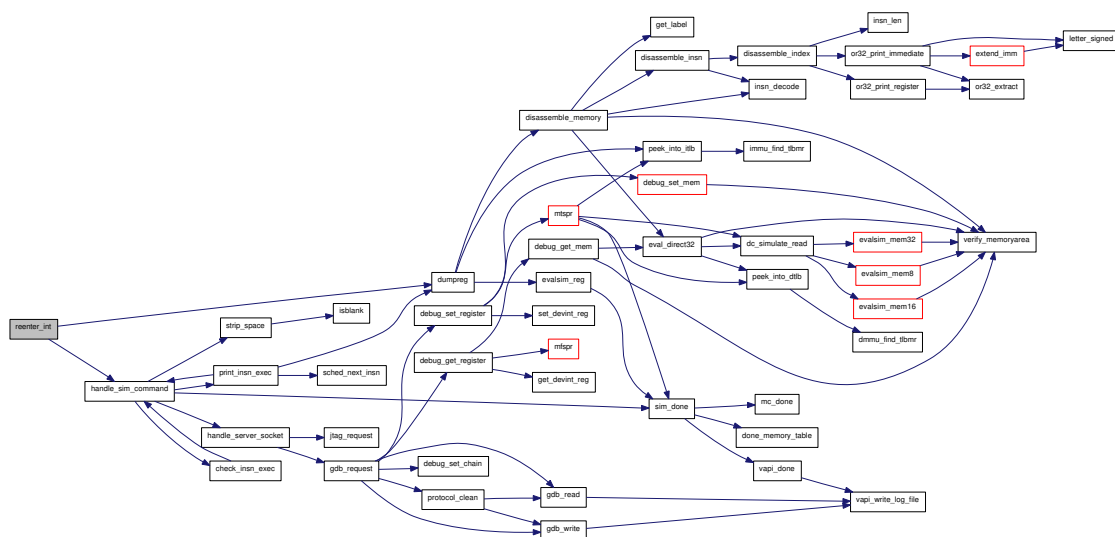 get_label
insn_len
letter_signed
disassemble_insn
disassemble_index
or32_print_immediate
extend_imm
insn_decode
or32_print_register
or32_extract
disassemble_memory
peek_into_itlb
immu_find_tlbmr
debug_set_mem
mtspr
debug_get_mem
eval_direct32
dc_simulate_read
evalsim_mem32
verify_memoryarea
dumpreg
evalsim_reg
peek_into_dtlb
evalsim_mem8
evalsim_mem16
isblank
debug_set_register
set_devint_reg
reenter_int
strip_space
dmmu_find_tlbmr
mfspr
debug_get_register
print_insn_exec
sched_next_insn
get_devint_reg
handle_sim_command
sim_done
mc_done
handle_server_socket
jtag_request
done_memory_table
check_insn_exec
gdb_request
debug_set_chain
vapi_done
protocol_clean
gdb_read
vapi_write_log_file
gdb_write